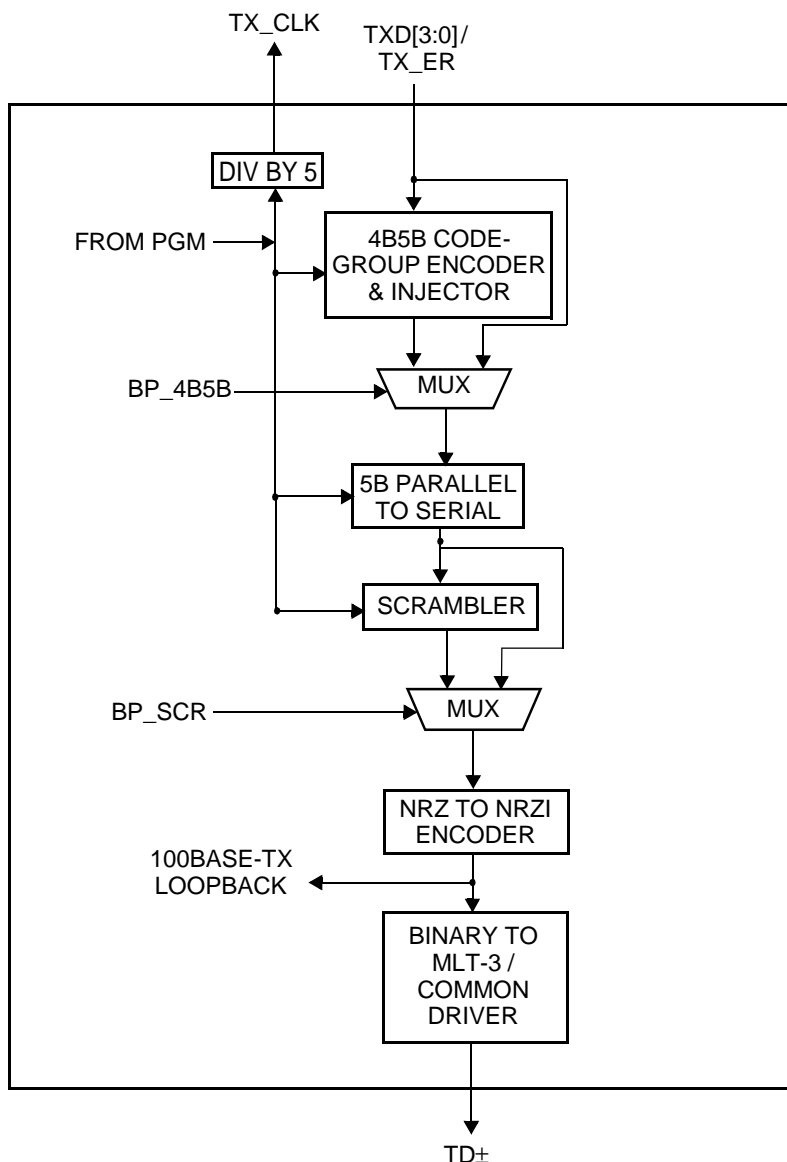 TX_CLK
TXD[3:0]/
TX_ER
DIV BY 5
FROM PGM
4B5B CODE-
GROUP ENCODER
& INJECTOR
BP_4B5B
MUX
5B PARALLEL
TO SERIAL
SCRAMBLER
BP_SCR
MUX
NRZ TO NRZI
ENCODER
100BASE-TX
LOOPBACK
BINARY TO
MLT-3 /
COMMON
DRIVER
TD±